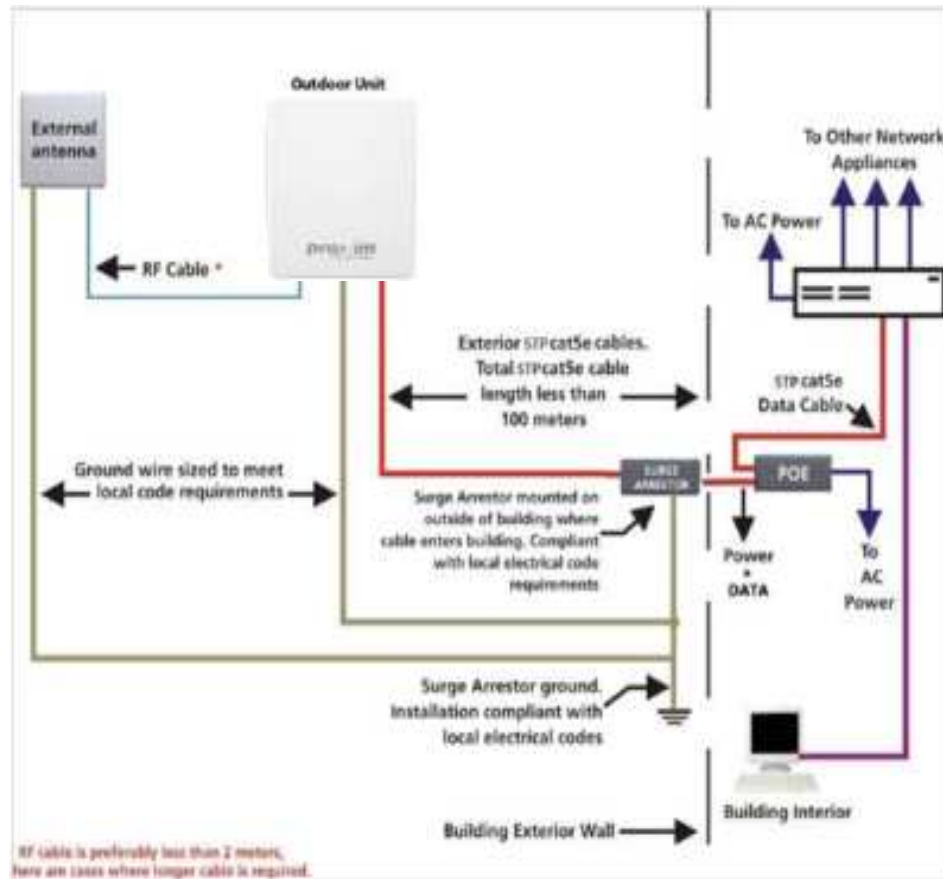 Outdoor Unit
External
antenna
To Other Network
Appliances
To AC Power
RF Cable *
Exterior STP cat5e cables.
Total STP cat5e cable
length less than
100 meters
STP cat5e
Data Cable
Ground wire sized to meet
local code requirements
SURGE
ARRESTOR
POE
Surge Arrestor mounted on
outside of building where
cable enters building. Compliant
with local electrical code
requirements
Power
+
DATA
To
AC
Power
Surge Arrestor ground.
Installation compliant with
local electrical codes
Building Interior
Building Exterior Wall
RF cable is preferably less than 2 meters,
here are cases where longer cable is required.